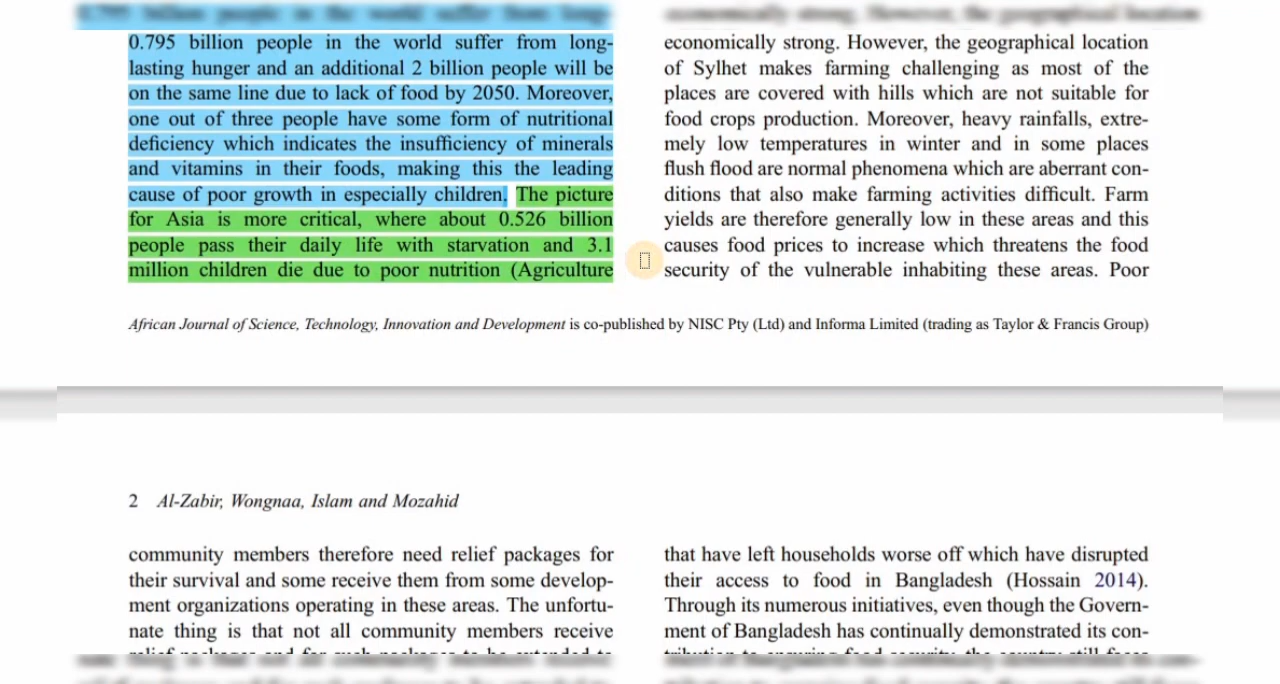 0.795 billion people in the world suffer from long-
lasting hunger and an additional 2 billion people will be
on the same line due to lack of food by 2050. Moreover,
one out of three people have some form of nutritional
deficiency which indicates the insufficiency of minerals
and vitamins in their foods, making this the leading
cause of poor growth in especially children. The picture
for Asia is more critical, where about 0.526 billion
people pass their daily life with starvation and 3.1
million children die due to poor nutrition (Agriculture
economically strong. However, the geographical location
of Sylhet makes farming challenging as most of the
places are covered with hills which are not suitable for
food crops production. Moreover, heavy rainfalls, extre-
mely low temperatures in winter and in some places
flush flood are normal phenomena which are aberrant con-
ditions that also make farming activities difficult. Farm
yields are therefore generally low in these areas and this
causes food prices to increase which threatens the food
security of the vulnerable inhabiting these areas. Poor
African Journal of Science, Technology, Innovation and Development is co-published by NISC Pty (Ltd) and Informa Limited (trading as Taylor & Francis Group)
2 Al-Zabir, Wongnaa, Islam and Mozahid
community members therefore need relief packages for
their survival and some receive them from some develop-
ment organizations operating in these areas. The unfortu-
nate thing is that not all community members receive
that have left households worse off which have disrupted
their access to food in Bangladesh (Hossain 2014).
Through its numerous initiatives, even though the Govern-
ment of Bangladesh has continually demonstrated its con-